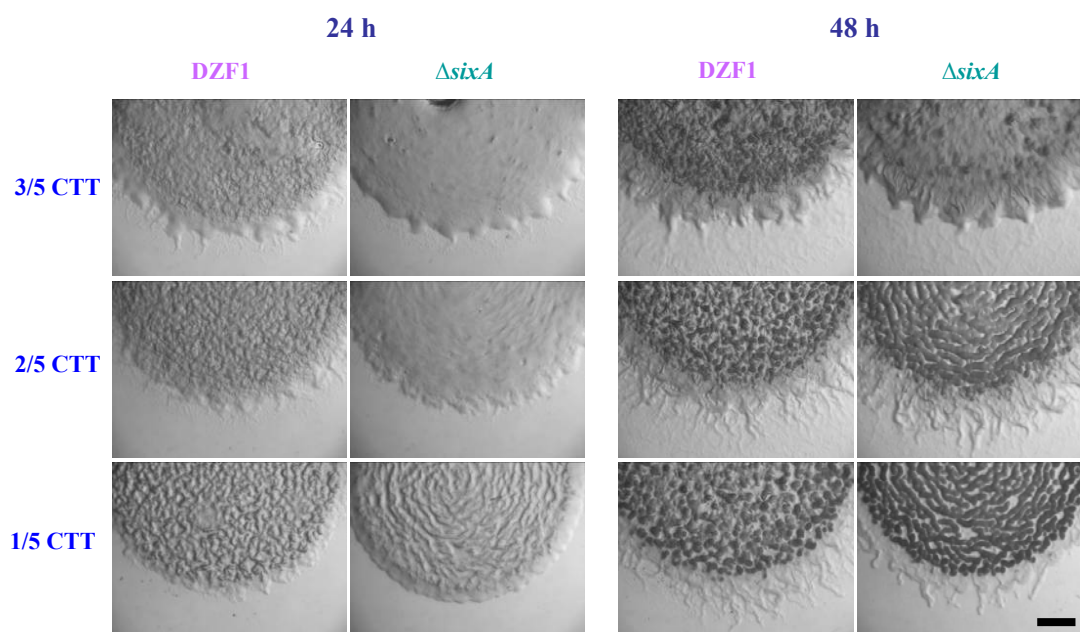 24 h 48 h
DZF1 ΔsixA DZF1 ΔsixA
3/5 CTT
2/5 CTT
1/5 CTT